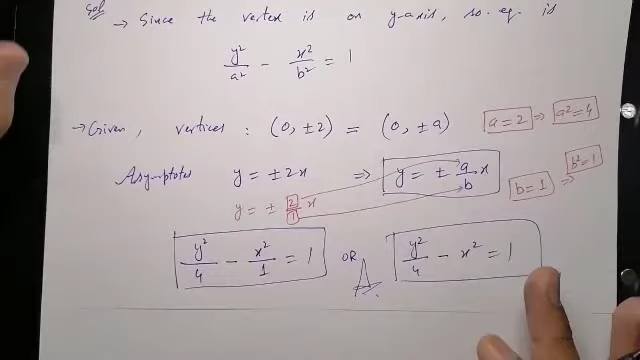 Sol
→ Since the vertex is on y-axis, so eq. is
y²/a² - x²/b² = 1
→ Given, vertices : (0, ±2) = (0, ±a) a = 2 ⇒ a² = 4
Asymptotes y = ±2x ⇒ y = ± a/b x b = 1 ⇒ b² = 1
y = ± 2/1 x
y²/4 - x²/1 = 1 OR y²/4 - x² = 1
A.